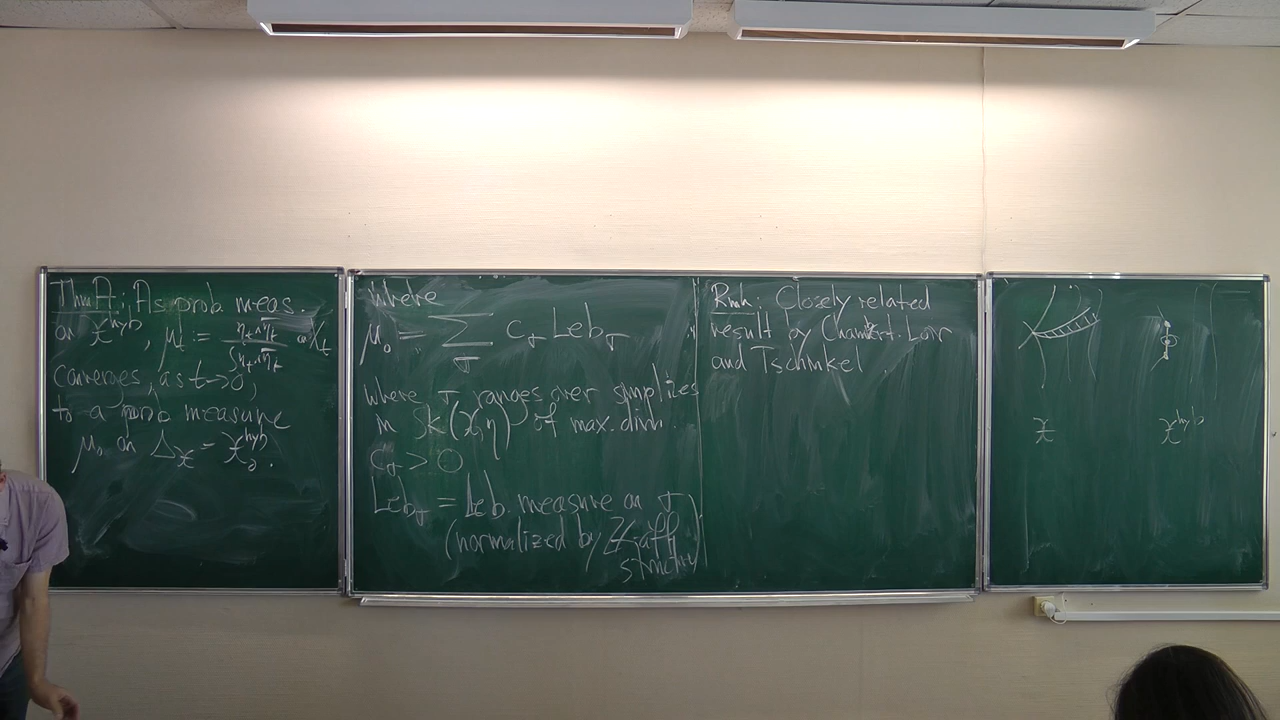 Thm A: As prob meas.
on 𝒳^hyb, μ_t = η_t∧η̄_t / ∫η_t∧η̄_t on X_t
converges, as t→0,
to a prob measure
μ_0 on Δ_𝒳 = 𝒳_0^hyb.
where
μ_0 = Σ_σ c_σ Leb_σ
where σ ranges over simplices
in Sk(𝒳,η) of max. dim.
c_σ > 0
Leb_σ = Leb. measure on σ
(normalized by ℤ-aff
structure)
Rmk: Closely related
result by Chambert-Loir
and Tschinkel
𝒳 𝒳^hyb